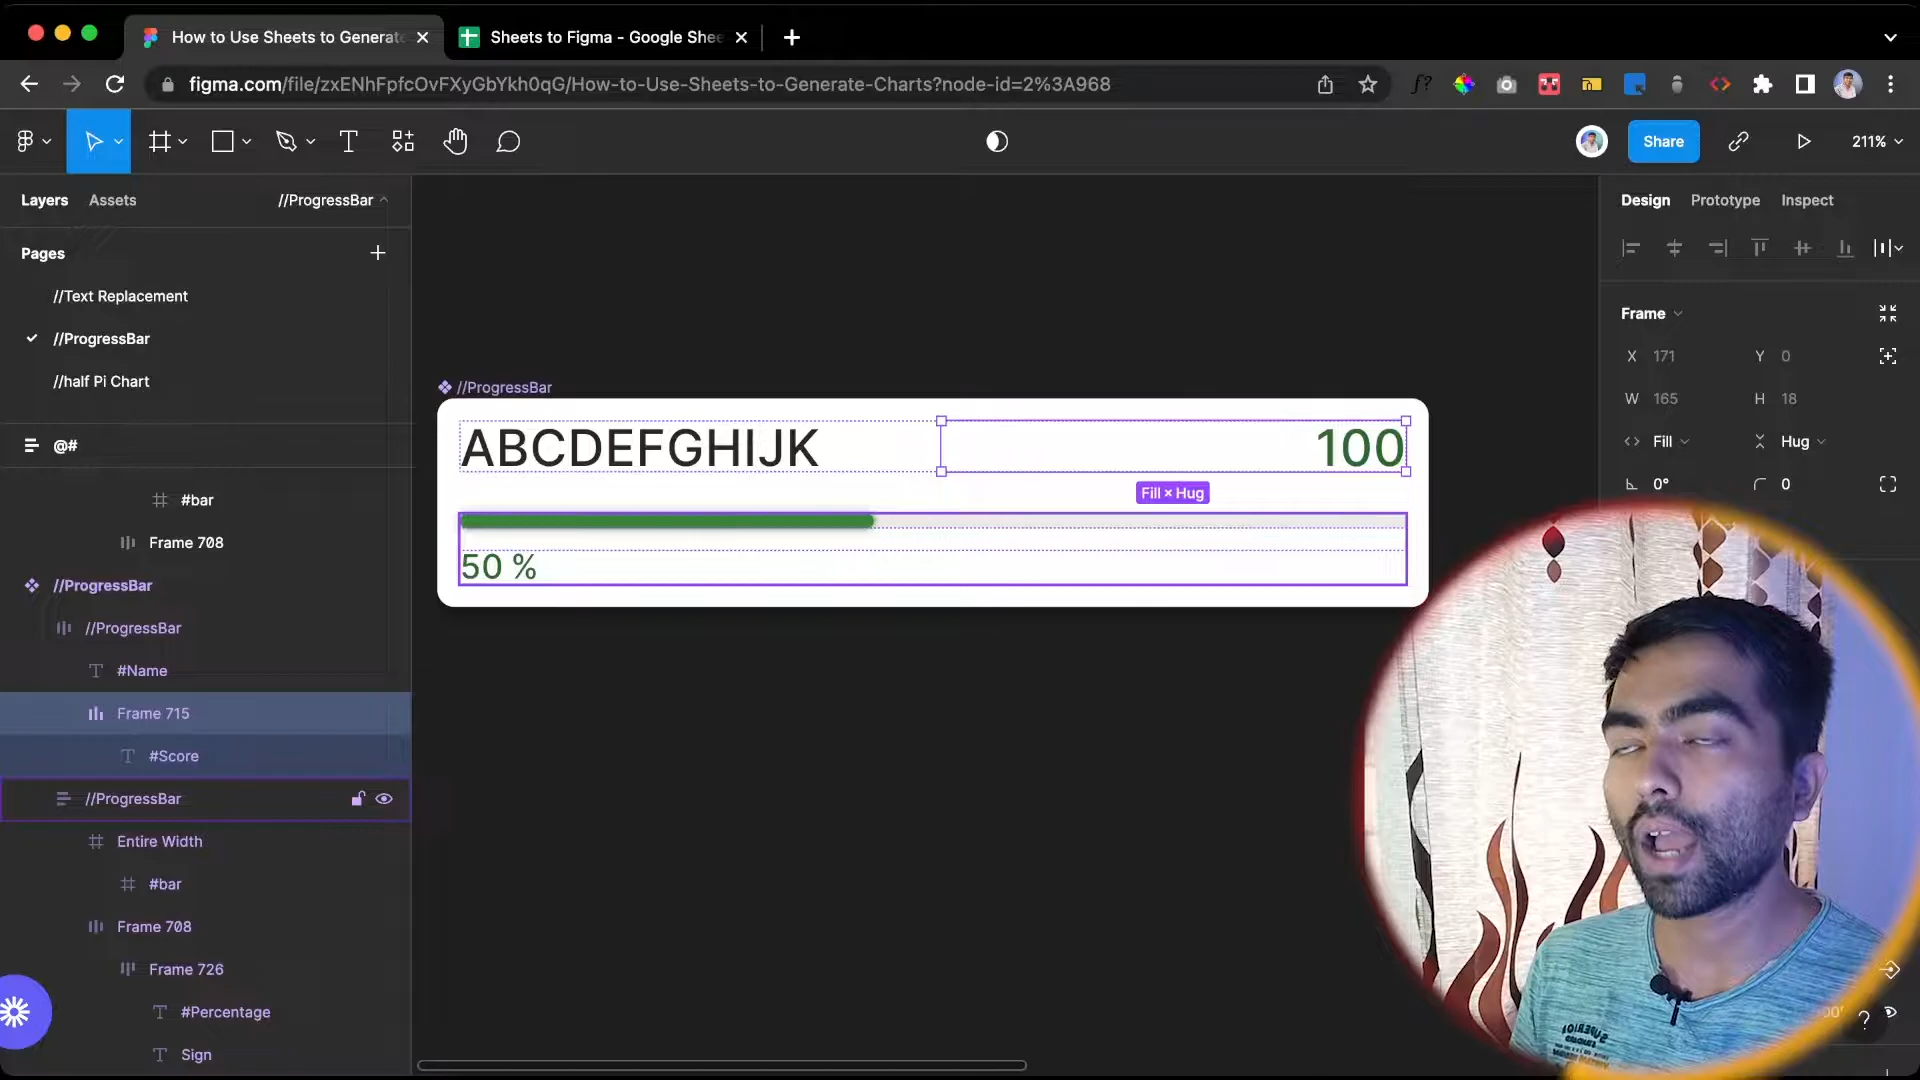 How to Use Sheets to Generate
Sheets to Figma - Google Shee
figma.com/file/zxENhFpfcOvFXyGbYkh0qG/How-to-Use-Sheets-to-Generate-Charts?node-id=2%3A968
Share
211%
Layers
Assets
//ProgressBar
Design
Prototype
Inspect
Pages
//Text Replacement
//ProgressBar
//half Pi Chart
@#
#bar
Frame 708
//ProgressBar
//ProgressBar
#Name
Frame 715
#Score
//ProgressBar
Entire Width
#bar
Frame 708
Frame 726
#Percentage
Sign
//ProgressBar
ABCDEFGHIJK
100
Fill × Hug
50 %
Frame
X 171
Y 0
W 165
H 18
Fill
Hug
0°
0
?
SUPERIOR